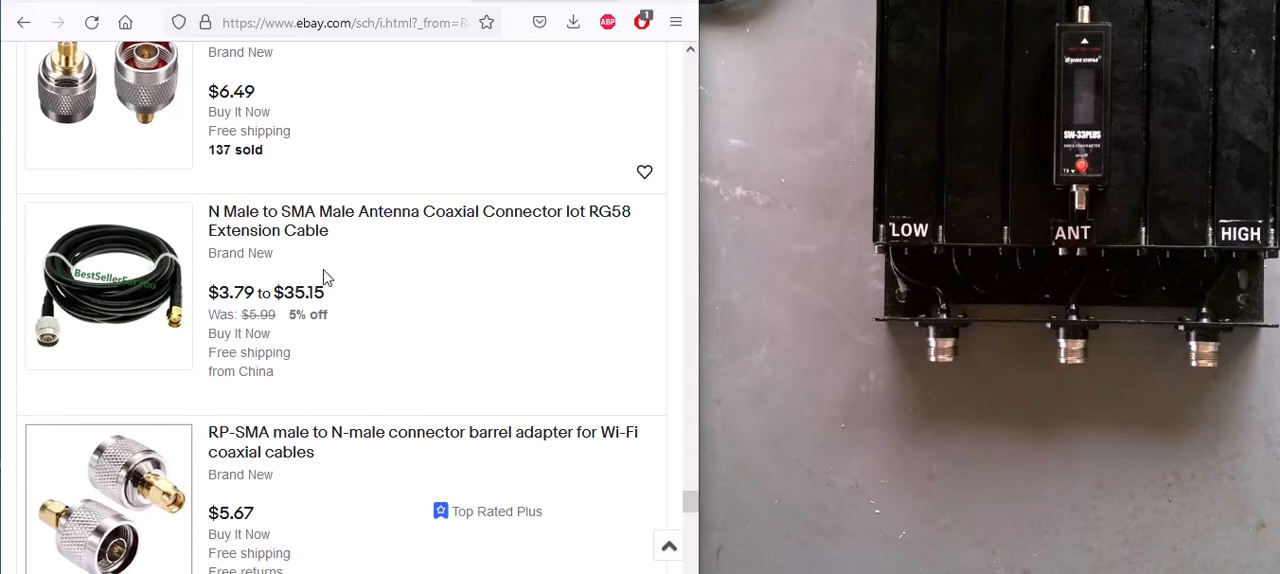 https://www.ebay.com/sch/i.html?_from=R
ABP
1
Brand New
$6.49
Buy It Now
Free shipping
137 sold
N Male to SMA Male Antenna Coaxial Connector lot RG58
Extension Cable
BestSellerForYou
Brand New
$3.79 to $35.15
Was: $5.99 5% off
Buy It Now
Free shipping
from China
RP-SMA male to N-male connector barrel adapter for Wi-Fi
coaxial cables
Brand New
$5.67
Top Rated Plus
Buy It Now
Free shipping
Free returns
SW-33PLUS
TX
LOW
ANT
HIGH